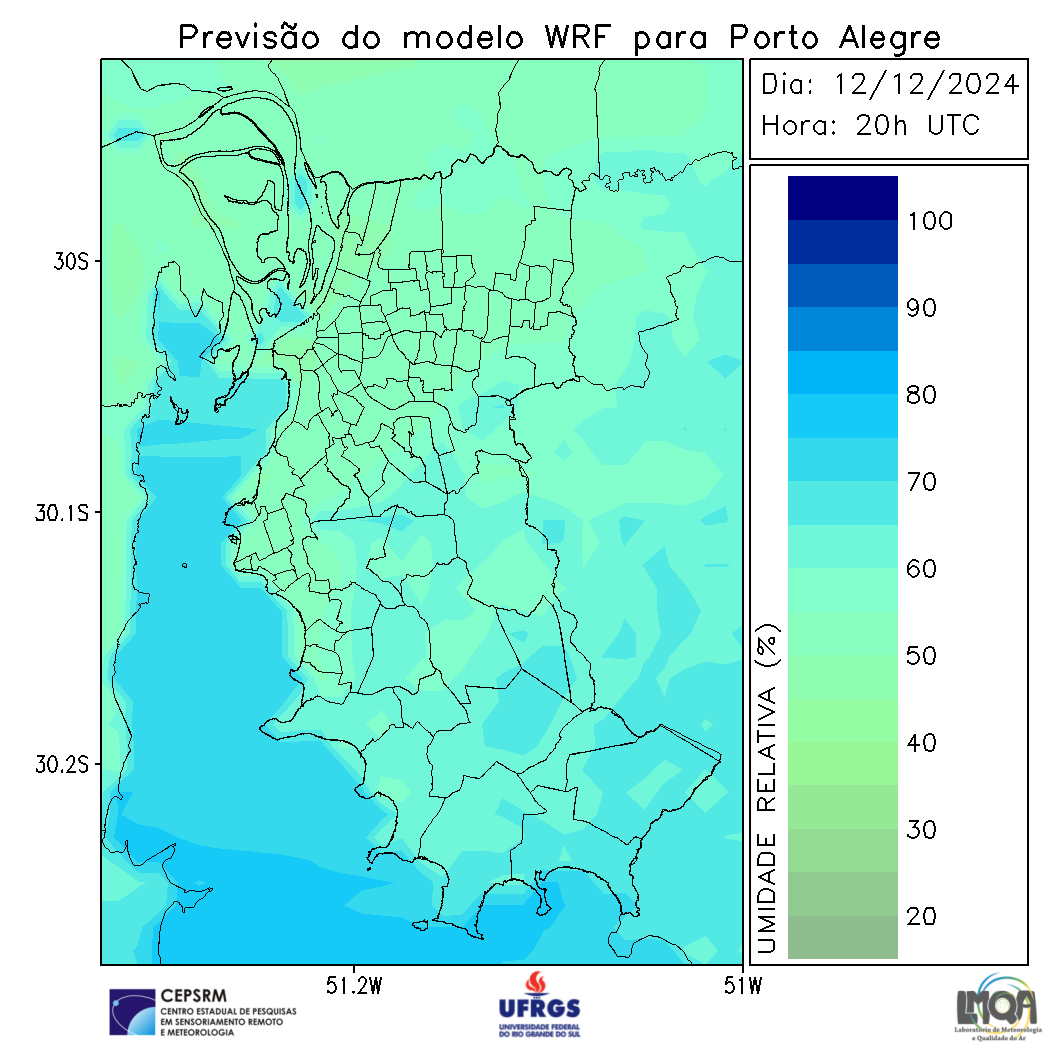 Previsão do modelo WRF para Porto Alegre
Dia: 12/12/2024
Hora: 20h UTC
30S
30.1S
30.2S
51.2W
51W
UMIDADE RELATIVA (%)
100
90
80
70
60
50
40
30
20
CEPSRM
CENTRO ESTADUAL DE PESQUISAS
EM SENSORIAMENTO REMOTO
E METEOROLOGIA
UFRGS
UNIVERSIDADE FEDERAL
DO RIO GRANDE DO SUL
LMQA
Laboratório de Meteorologia
e Qualidade do Ar